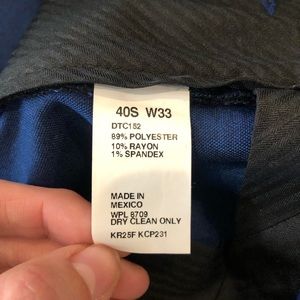 40S W33
DTC152
89% POLYESTER
10% RAYON
1% SPANDEX
MADE IN
MEXICO
WPL 8709
DRY CLEAN ONLY
KR25F KCP231